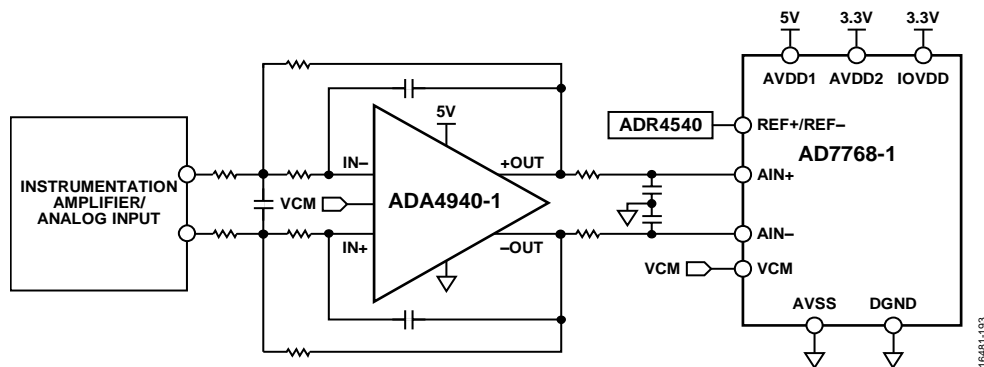 5V 3.3V 3.3V
AVDD1 AVDD2 IOVDD
ADR4540 REF+/REF–
AD7768-1
5V
INSTRUMENTATION
AMPLIFIER/
ANALOG INPUT
IN– +OUT AIN+
VCM ADA4940-1
IN+ –OUT AIN–
VCM VCM
AVSS DGND
16481-193